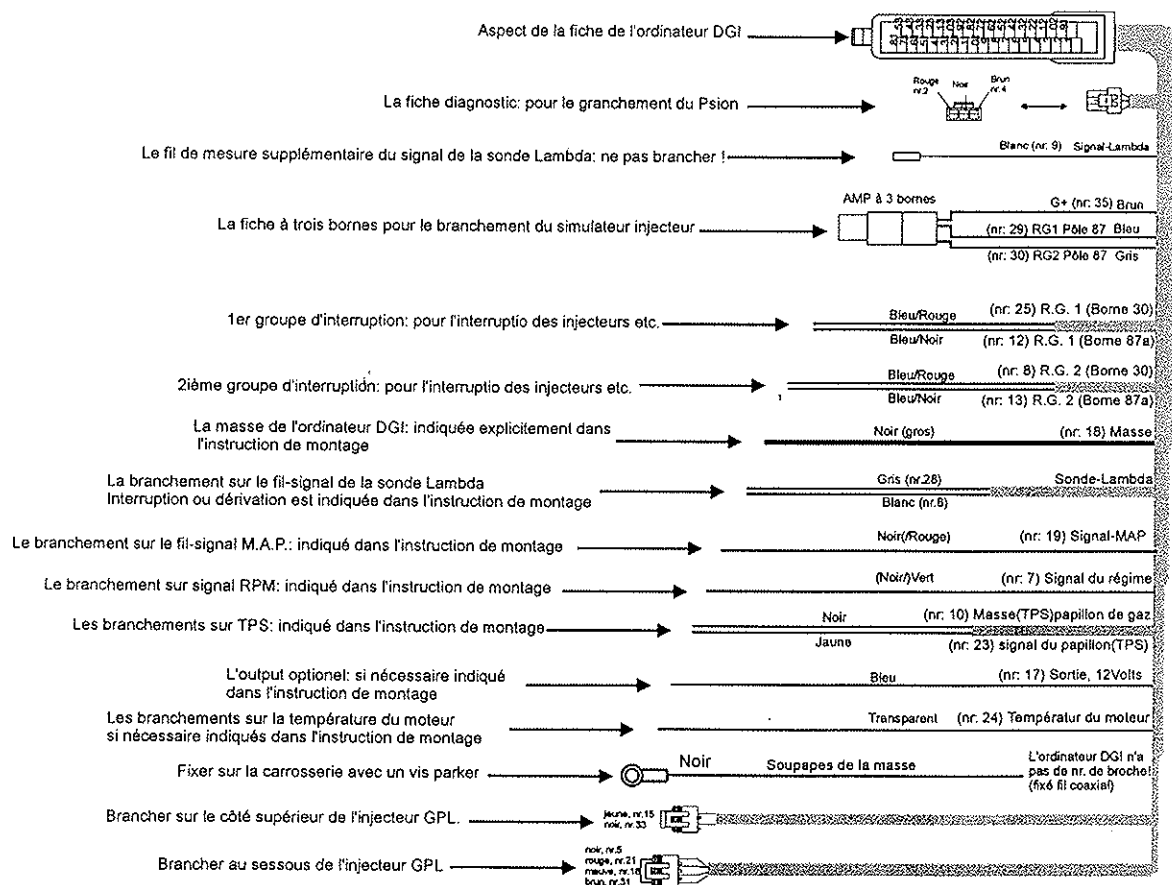 Aspect de la fiche de l'ordinateur DGI
Rouge nr.2
Noir
Brun nr.4
La fiche diagnostic: pour le granchement du Psion
Le fil de mesure supplémentaire du signal de la sonde Lambda: ne pas brancher !
Blanc (nr. 9) Signal-Lambda
AMP à 3 bornes
La fiche à trois bornes pour le branchement du simulateur injecteur
G+ (nr: 35) Brun
(nr: 29) RG1 Pôle 87 Bleu
(nr: 30) RG2 Pôle 87 Gris
1er groupe d'interruption: pour l'interruptio des injecteurs etc.
Bleu/Rouge (nr: 25) R.G. 1 (Borne 30)
Bleu/Noir (nr: 12) R.G. 1 (Borne 87a)
2ième groupe d'interruption: pour l'interruptio des injecteurs etc.
Bleu/Rouge (nr: 8) R.G. 2 (Borne 30)
Bleu/Noir (nr: 13) R.G. 2 (Borne 87a)
La masse de l'ordinateur DGI: indiquée explicitement dans
l'instruction de montage
Noir (gros) (nr: 18) Masse
La branchement sur le fil-signal de la sonde Lambda
Interruption ou dérivation est indiquée dans l'instruction de montage
Gris (nr.28) Sonde-Lambda
Blanc (nr.6)
Le branchement sur le fil-signal M.A.P.: indiqué dans l'instruction de montage
Noir(/Rouge) (nr: 19) Signal-MAP
Le branchement sur signal RPM: indiqué dans l'instruction de montage
(Noir/)Vert (nr: 7) Signal du régime
Les branchements sur TPS: indiqué dans l'instruction de montage
Noir (nr: 10) Masse(TPS)papillon de gaz
Jaune (nr: 23) signal du papillon(TPS)
L'output optionel: si nécessaire indiqué
dans l'instruction de montage
Bleu (nr: 17) Sortie, 12Volts
Les branchements sur la température du moteur
si nécessaire indiqués dans l'instruction de montage
Transparent (nr: 24) Températur du moteur
Fixer sur la carrosserie avec un vis parker
Noir Soupapes de la masse
L'ordinateur DGI n'a
pas de nr. de broche!
(fixé fil coaxial)
Brancher sur le côté supérieur de l'injecteur GPL.
jaune, nr.15
noir, nr.33
Brancher au sessous de l'injecteur GPL
noir, nr.5
rouge, nr.21
mauve, nr.16
brun, nr.31